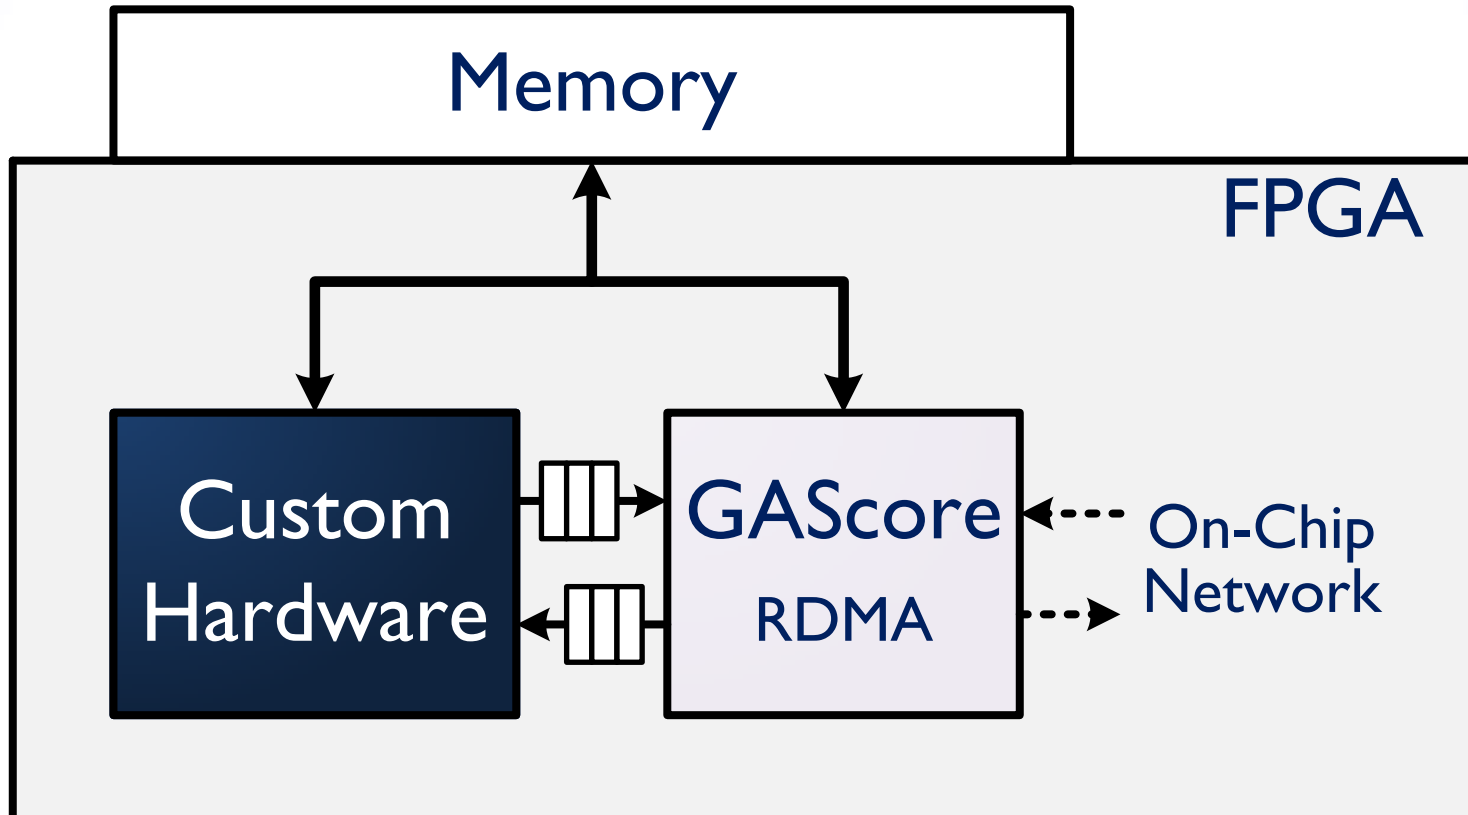 Memory
FPGA
Custom
Hardware
GAScore
RDMA
On-Chip
Network